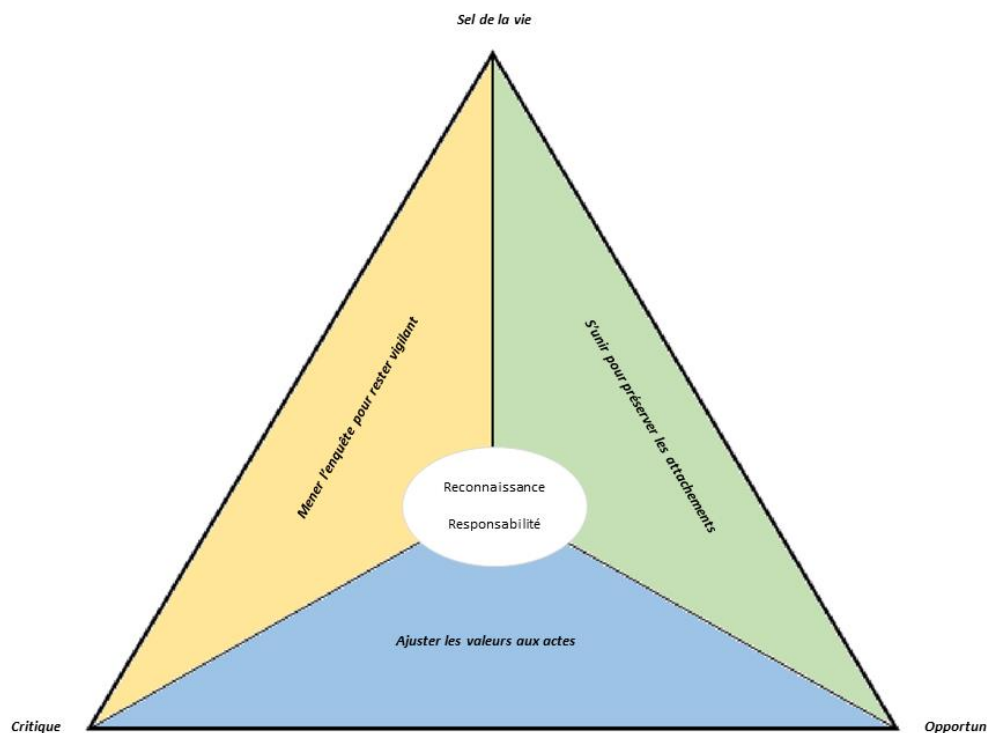 Sel de la vie
Mener l'enquête pour rester vigilant
S'unir pour préserver les attachements
Reconnaissance
Responsabilité
Ajuster les valeurs aux actes
Critique
Opportun